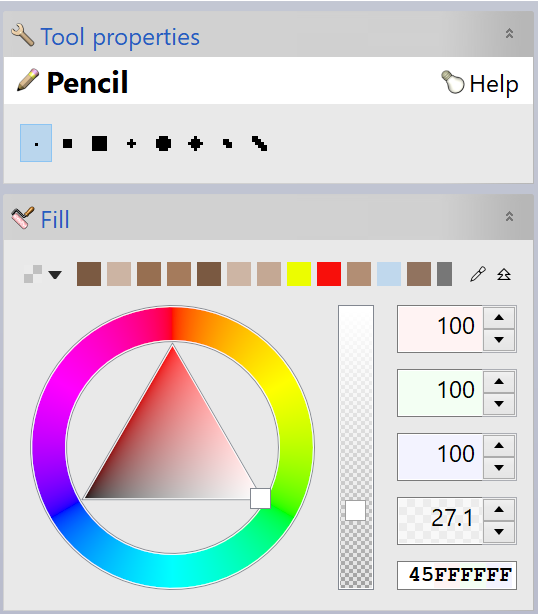 Tool properties
Pencil
Help
Fill
100
100
100
27.1
45FFFFFF